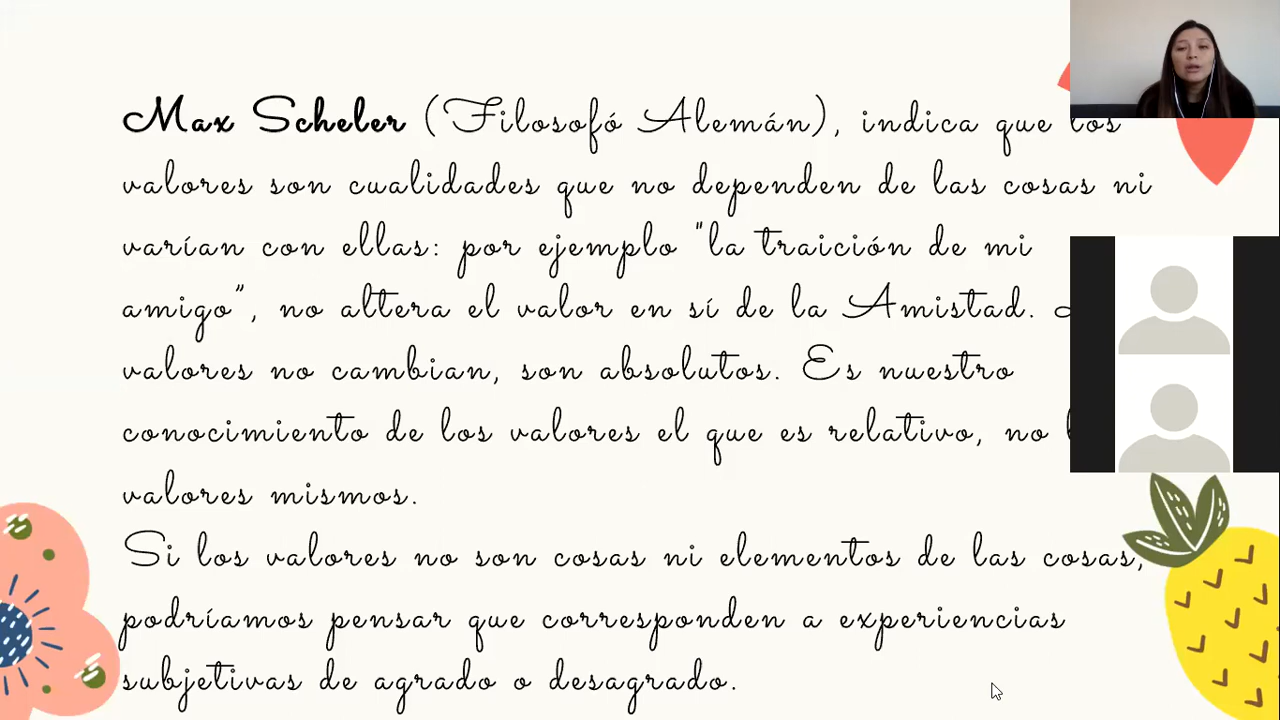 Max Scheler (Filosofó Alemán), indica que los
valores son cualidades que no dependen de las cosas ni
varían con ellas: por ejemplo "la traición de mi
amigo", no altera el valor en sí de la Amistad.
valores no cambian, son absolutos. Es nuestro
conocimiento de los valores el que es relativo, no
valores mismos.
Si los valores no son cosas ni elementos de las cosas,
podríamos pensar que corresponden a experiencias
subjetivas de agrado o desagrado.